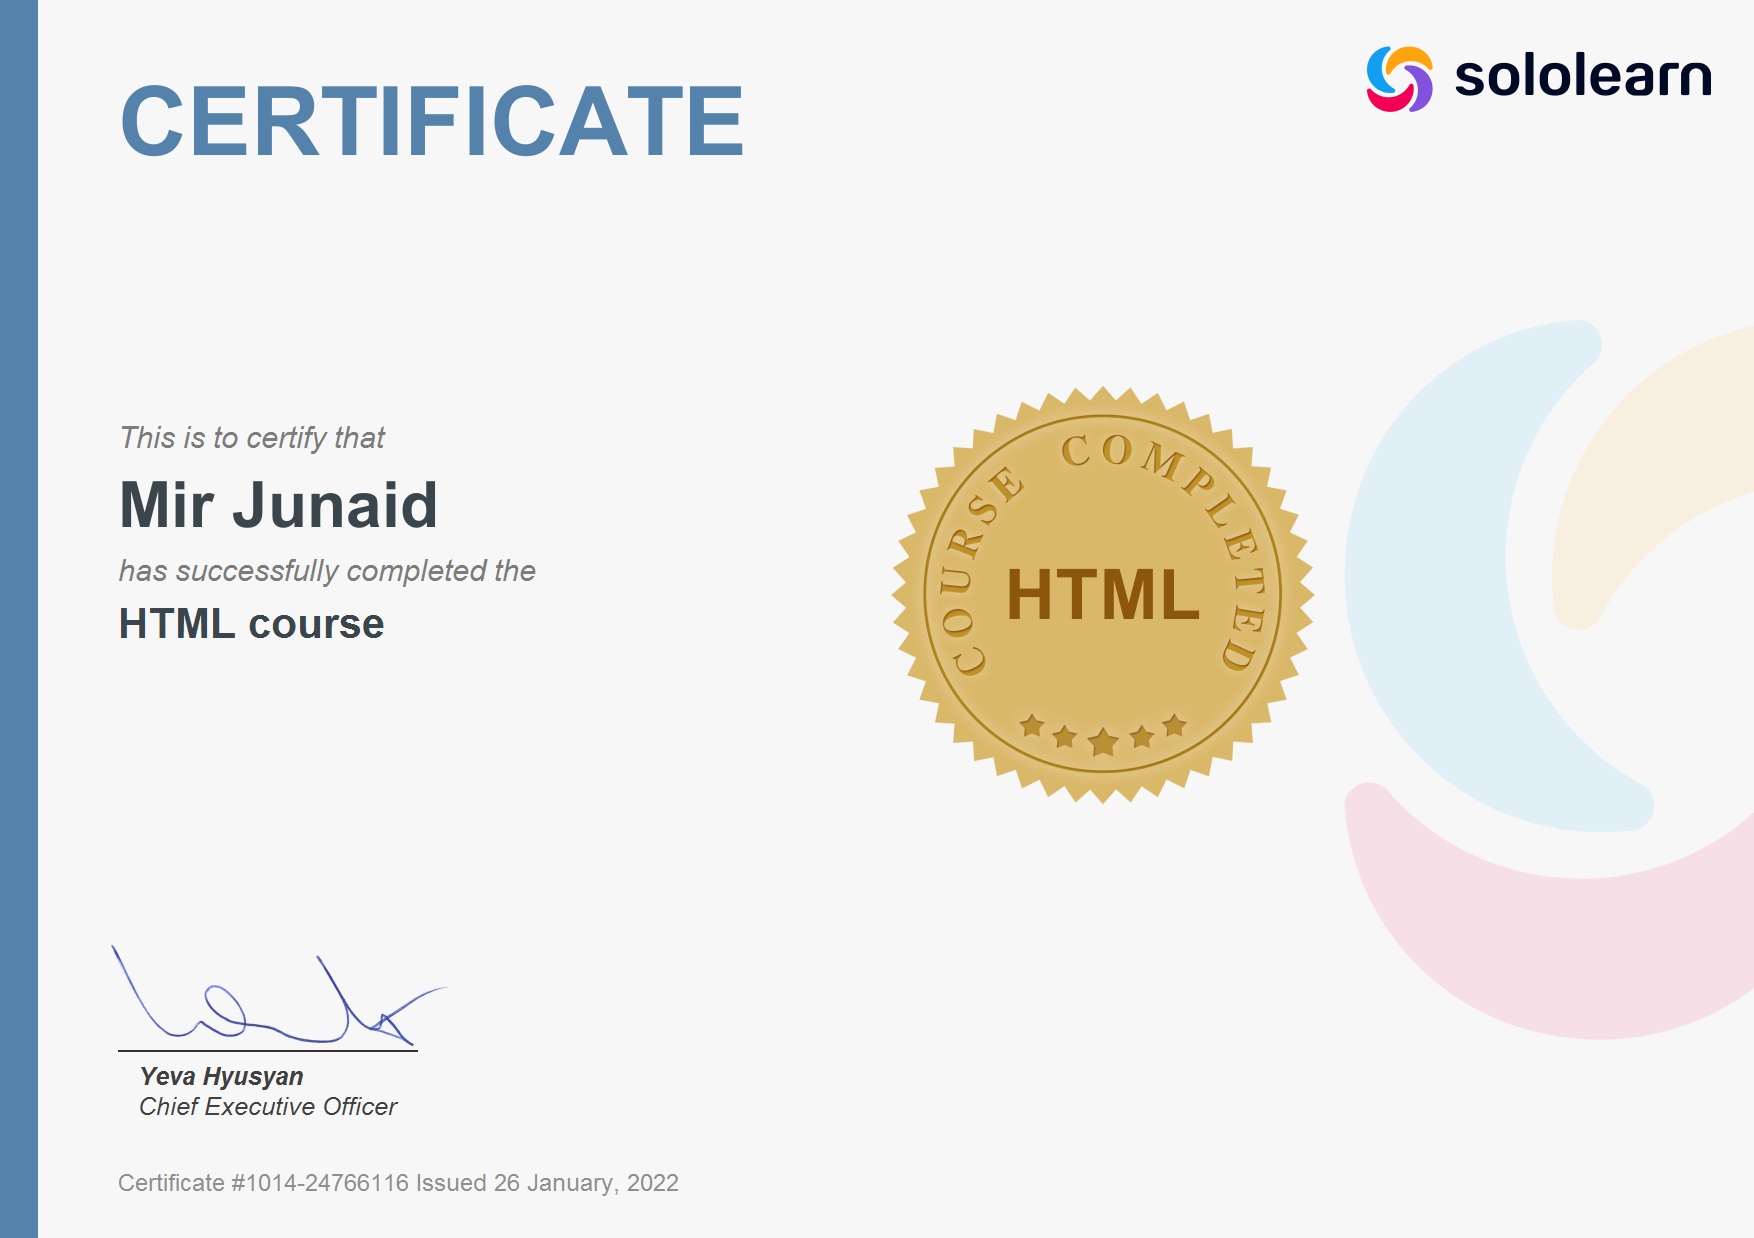 CERTIFICATE
sololearn
This is to certify that
Mir Junaid
has successfully completed the
HTML course
COURSE COMPLETED
HTML
Yeva Hyusyan
Chief Executive Officer
Certificate #1014-24766116 Issued 26 January, 2022